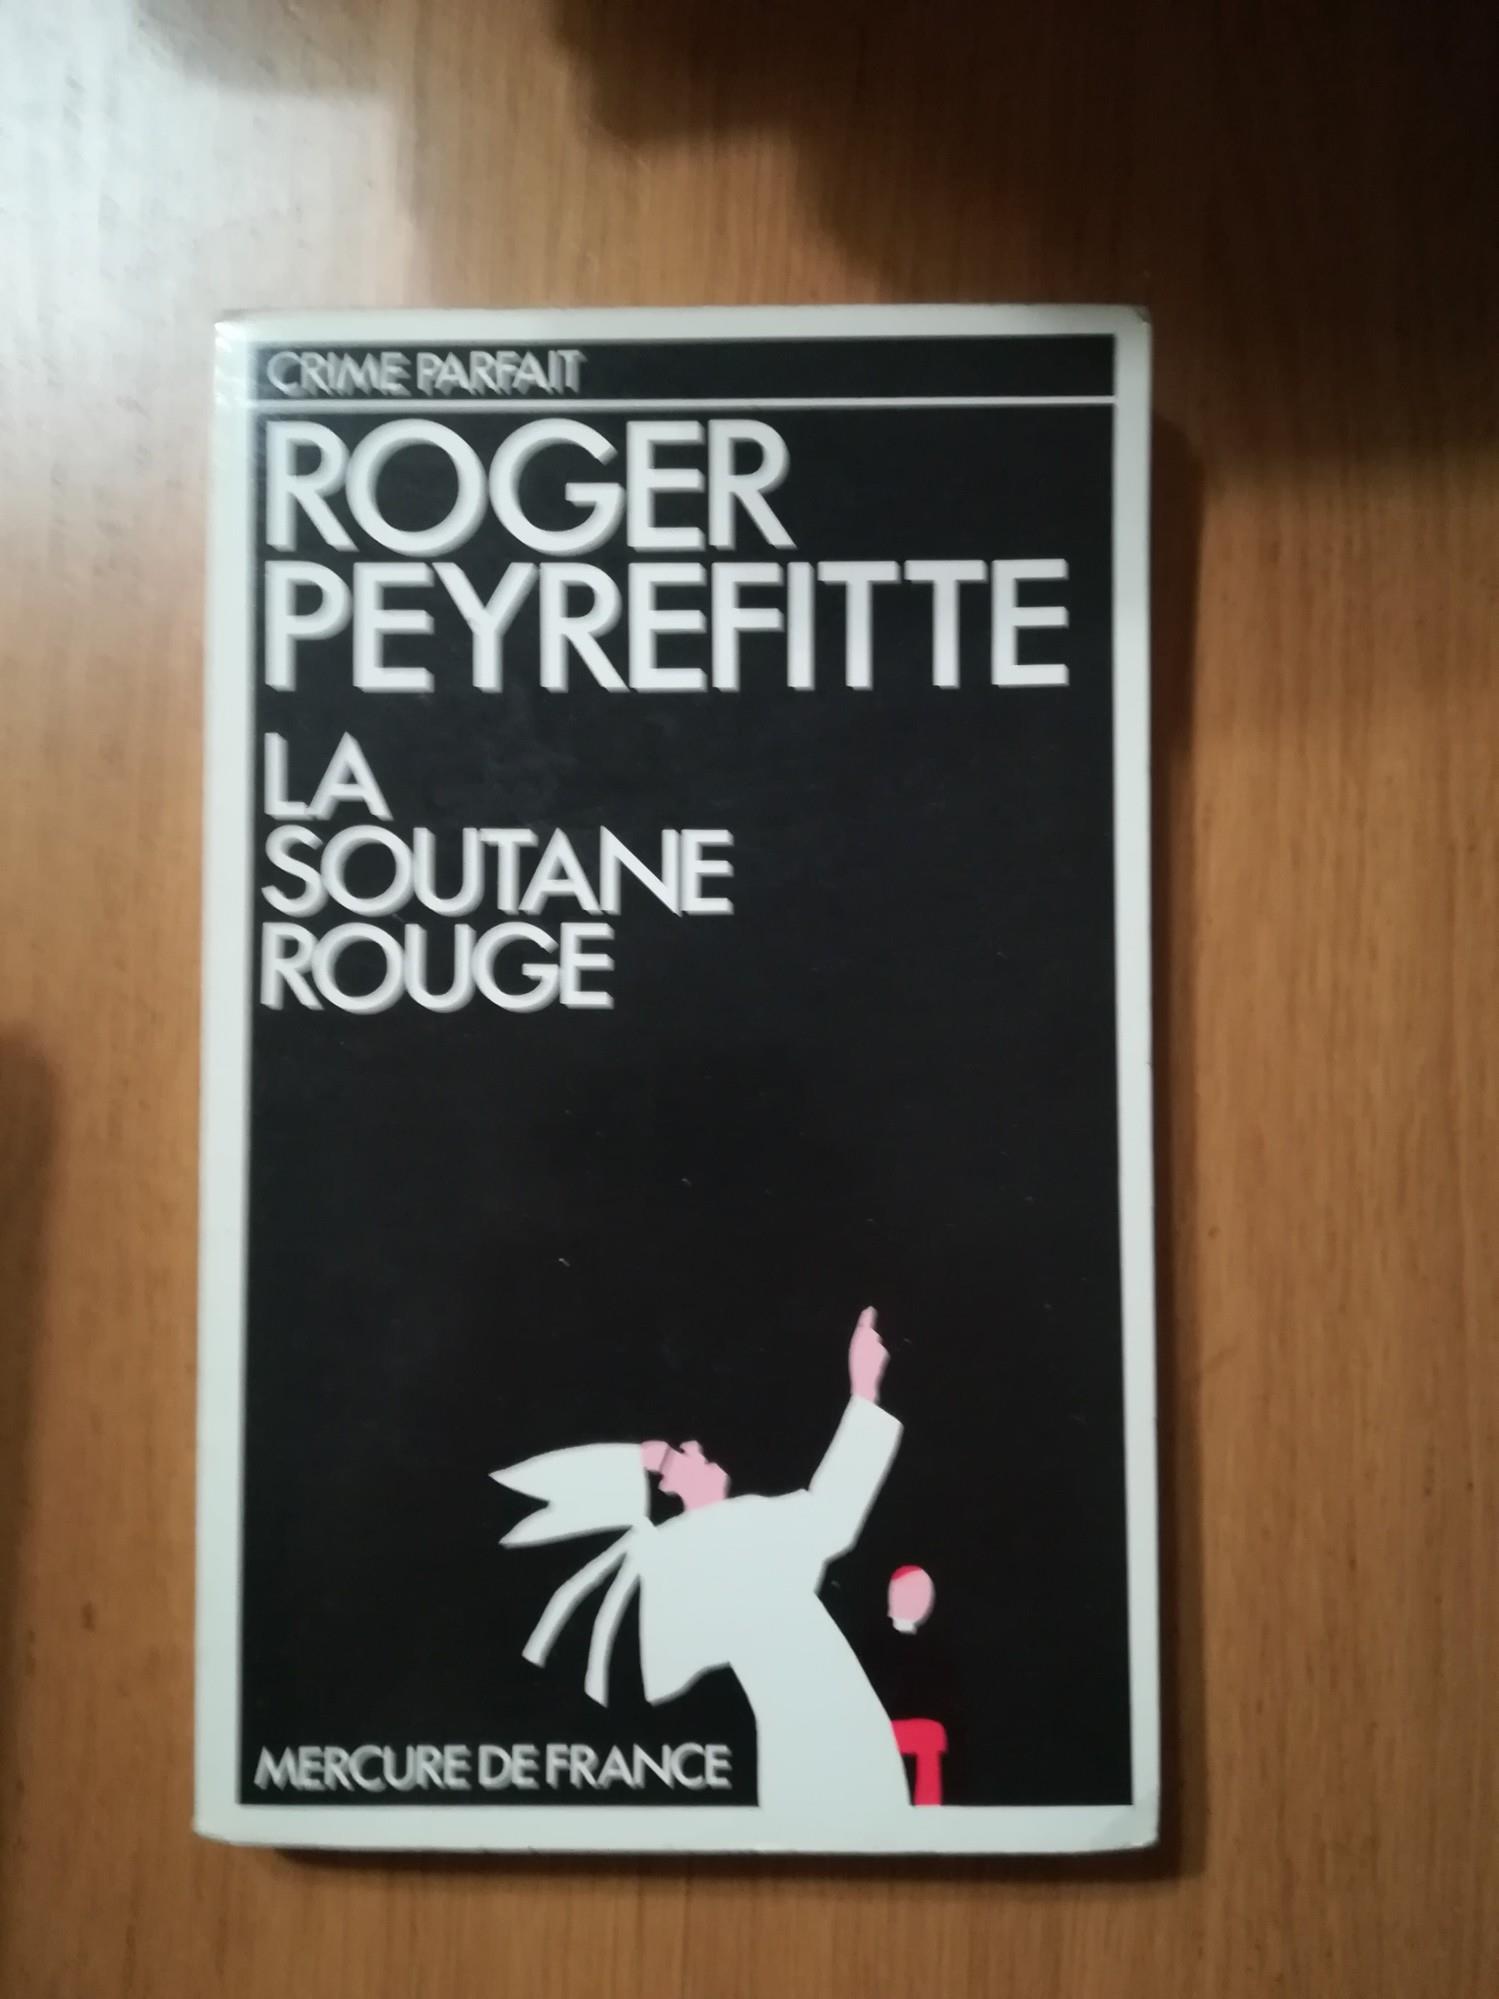 CRIME PARFAIT
ROGER
PEYREFITTE
LA
SOUTANE
ROUGE
MERCURE DE FRANCE